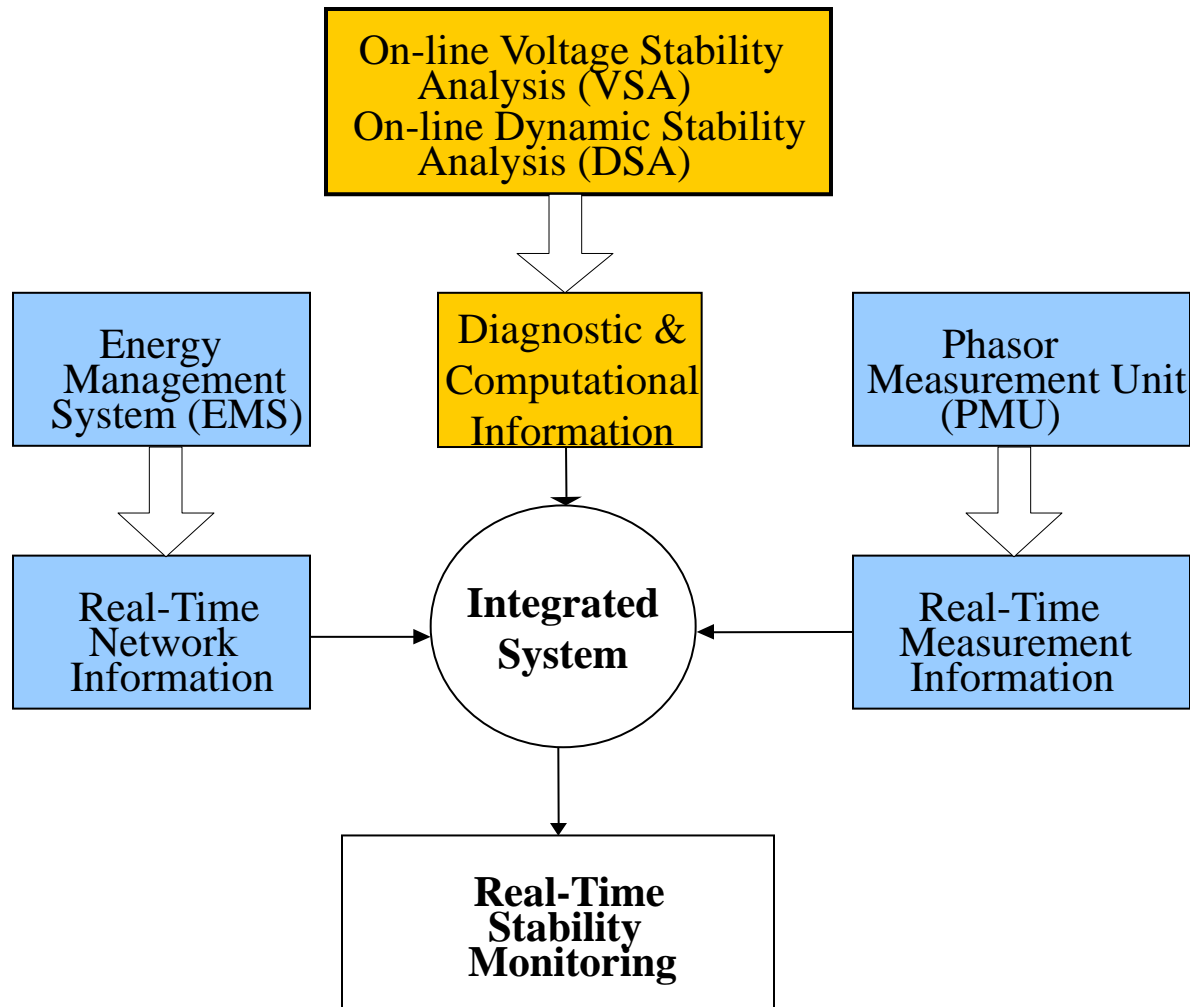 On-line Voltage Stability
Analysis (VSA)
On-line Dynamic Stability
Analysis (DSA)
Energy
Management
System (EMS)
Diagnostic &
Computational
Information
Phasor
Measurement Unit
(PMU)
Real-Time
Network
Information
Integrated
System
Real-Time
Measurement
Information
Real-Time
Stability
Monitoring